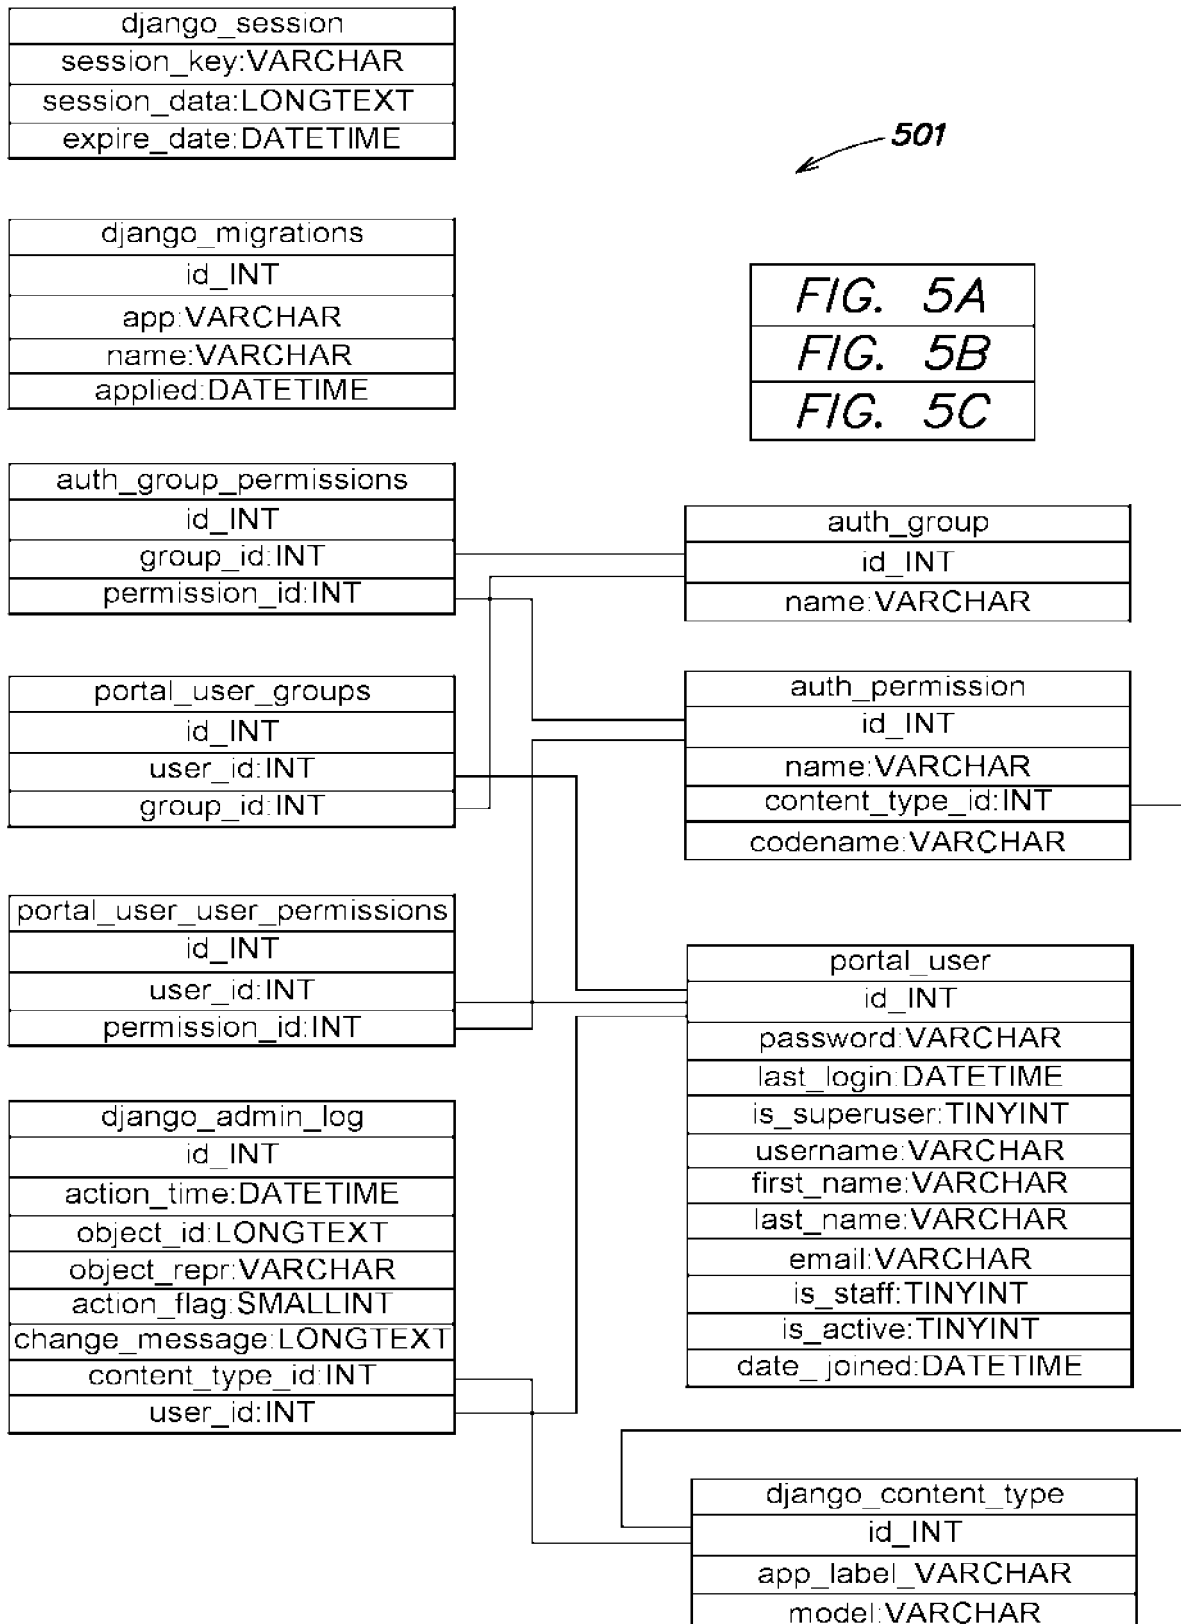 django_session
session_key:VARCHAR
session_data:LONGTEXT
expire_date:DATETIME
501
django_migrations
id_INT
app:VARCHAR
name:VARCHAR
applied:DATETIME
FIG. 5A
FIG. 5B
FIG. 5C
auth_group_permissions
id_INT
group_id:INT
permission_id:INT
auth_group
id_INT
name:VARCHAR
portal_user_groups
id_INT
user_id:INT
group_id:INT
auth_permission
id_INT
name:VARCHAR
content_type_id:INT
codename:VARCHAR
portal_user_user_permissions
id_INT
user_id:INT
permission_id:INT
portal_user
id_INT
password:VARCHAR
last_login:DATETIME
is_superuser:TINYINT
username:VARCHAR
first_name:VARCHAR
last_name:VARCHAR
email:VARCHAR
is_staff:TINYINT
is_active:TINYINT
date_joined:DATETIME
django_admin_log
id_INT
action_time:DATETIME
object_id:LONGTEXT
object_repr:VARCHAR
action_flag:SMALLINT
change_message:LONGTEXT
content_type_id:INT
user_id:INT
django_content_type
id_INT
app_label_VARCHAR
model:VARCHAR